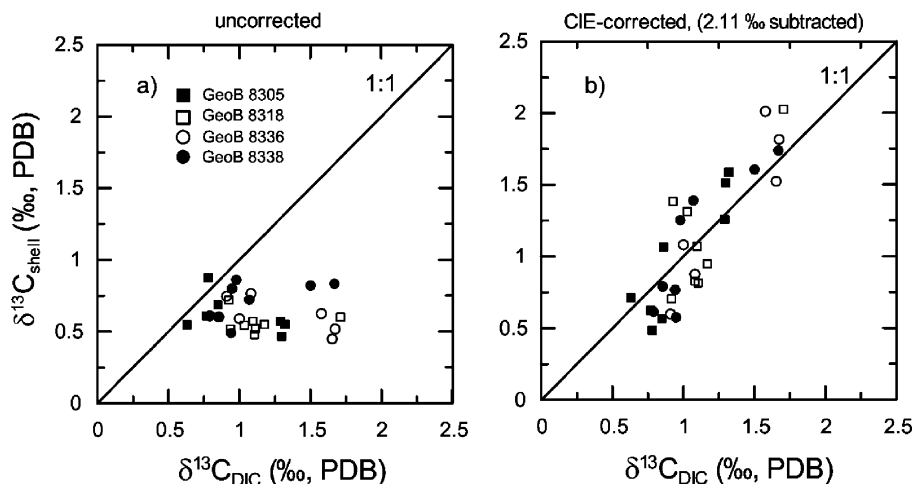 uncorrected
CIE-corrected, (2.11 ‰ subtracted)
2.5
2
1.5
1
0.5
0
δ¹³C_shell (‰, PDB)
a)
1:1
GeoB 8305
GeoB 8318
GeoB 8336
GeoB 8338
0 0.5 1 1.5 2 2.5
δ¹³C_DIC (‰, PDB)
2.5
2
1.5
1
0.5
0
b)
1:1
0 0.5 1 1.5 2 2.5
δ¹³C_DIC (‰, PDB)